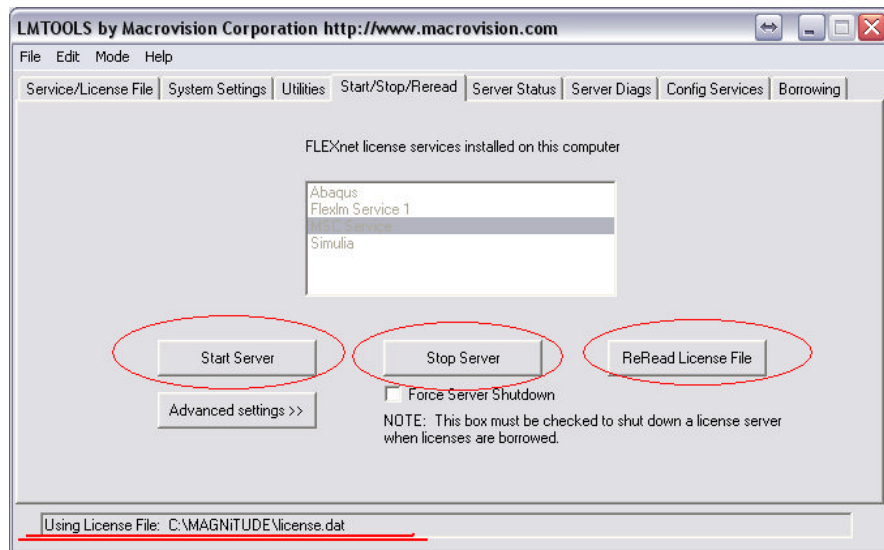 LMTOOLS by Macrovision Corporation http://www.macrovision.com
File Edit Mode Help
Service/License File System Settings Utilities Start/Stop/Reread Server Status Server Diags Config Services Borrowing
FLEXnet license services installed on this computer
Abaqus
Flexlm Service 1
MSC Service
Simulia
Start Server Stop Server ReRead License File
Force Server Shutdown
Advanced settings >>
NOTE: This box must be checked to shut down a license server
when licenses are borrowed.
Using License File: C:\MAGNiTUDE\license.dat